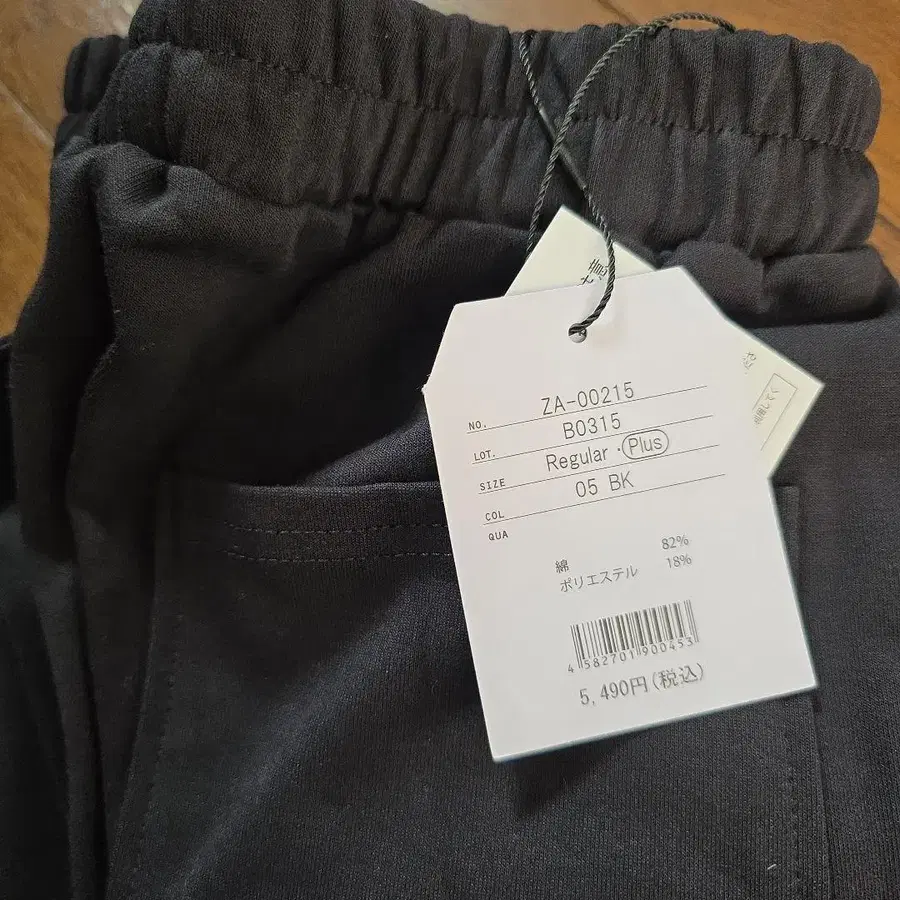 NO. ZA-00215
LOT. B0315
SIZE Regular・Plus
COL 05 BK
QUA
綿 82%
ポリエステル 18%
4 582701 900453
5,490円(税込)